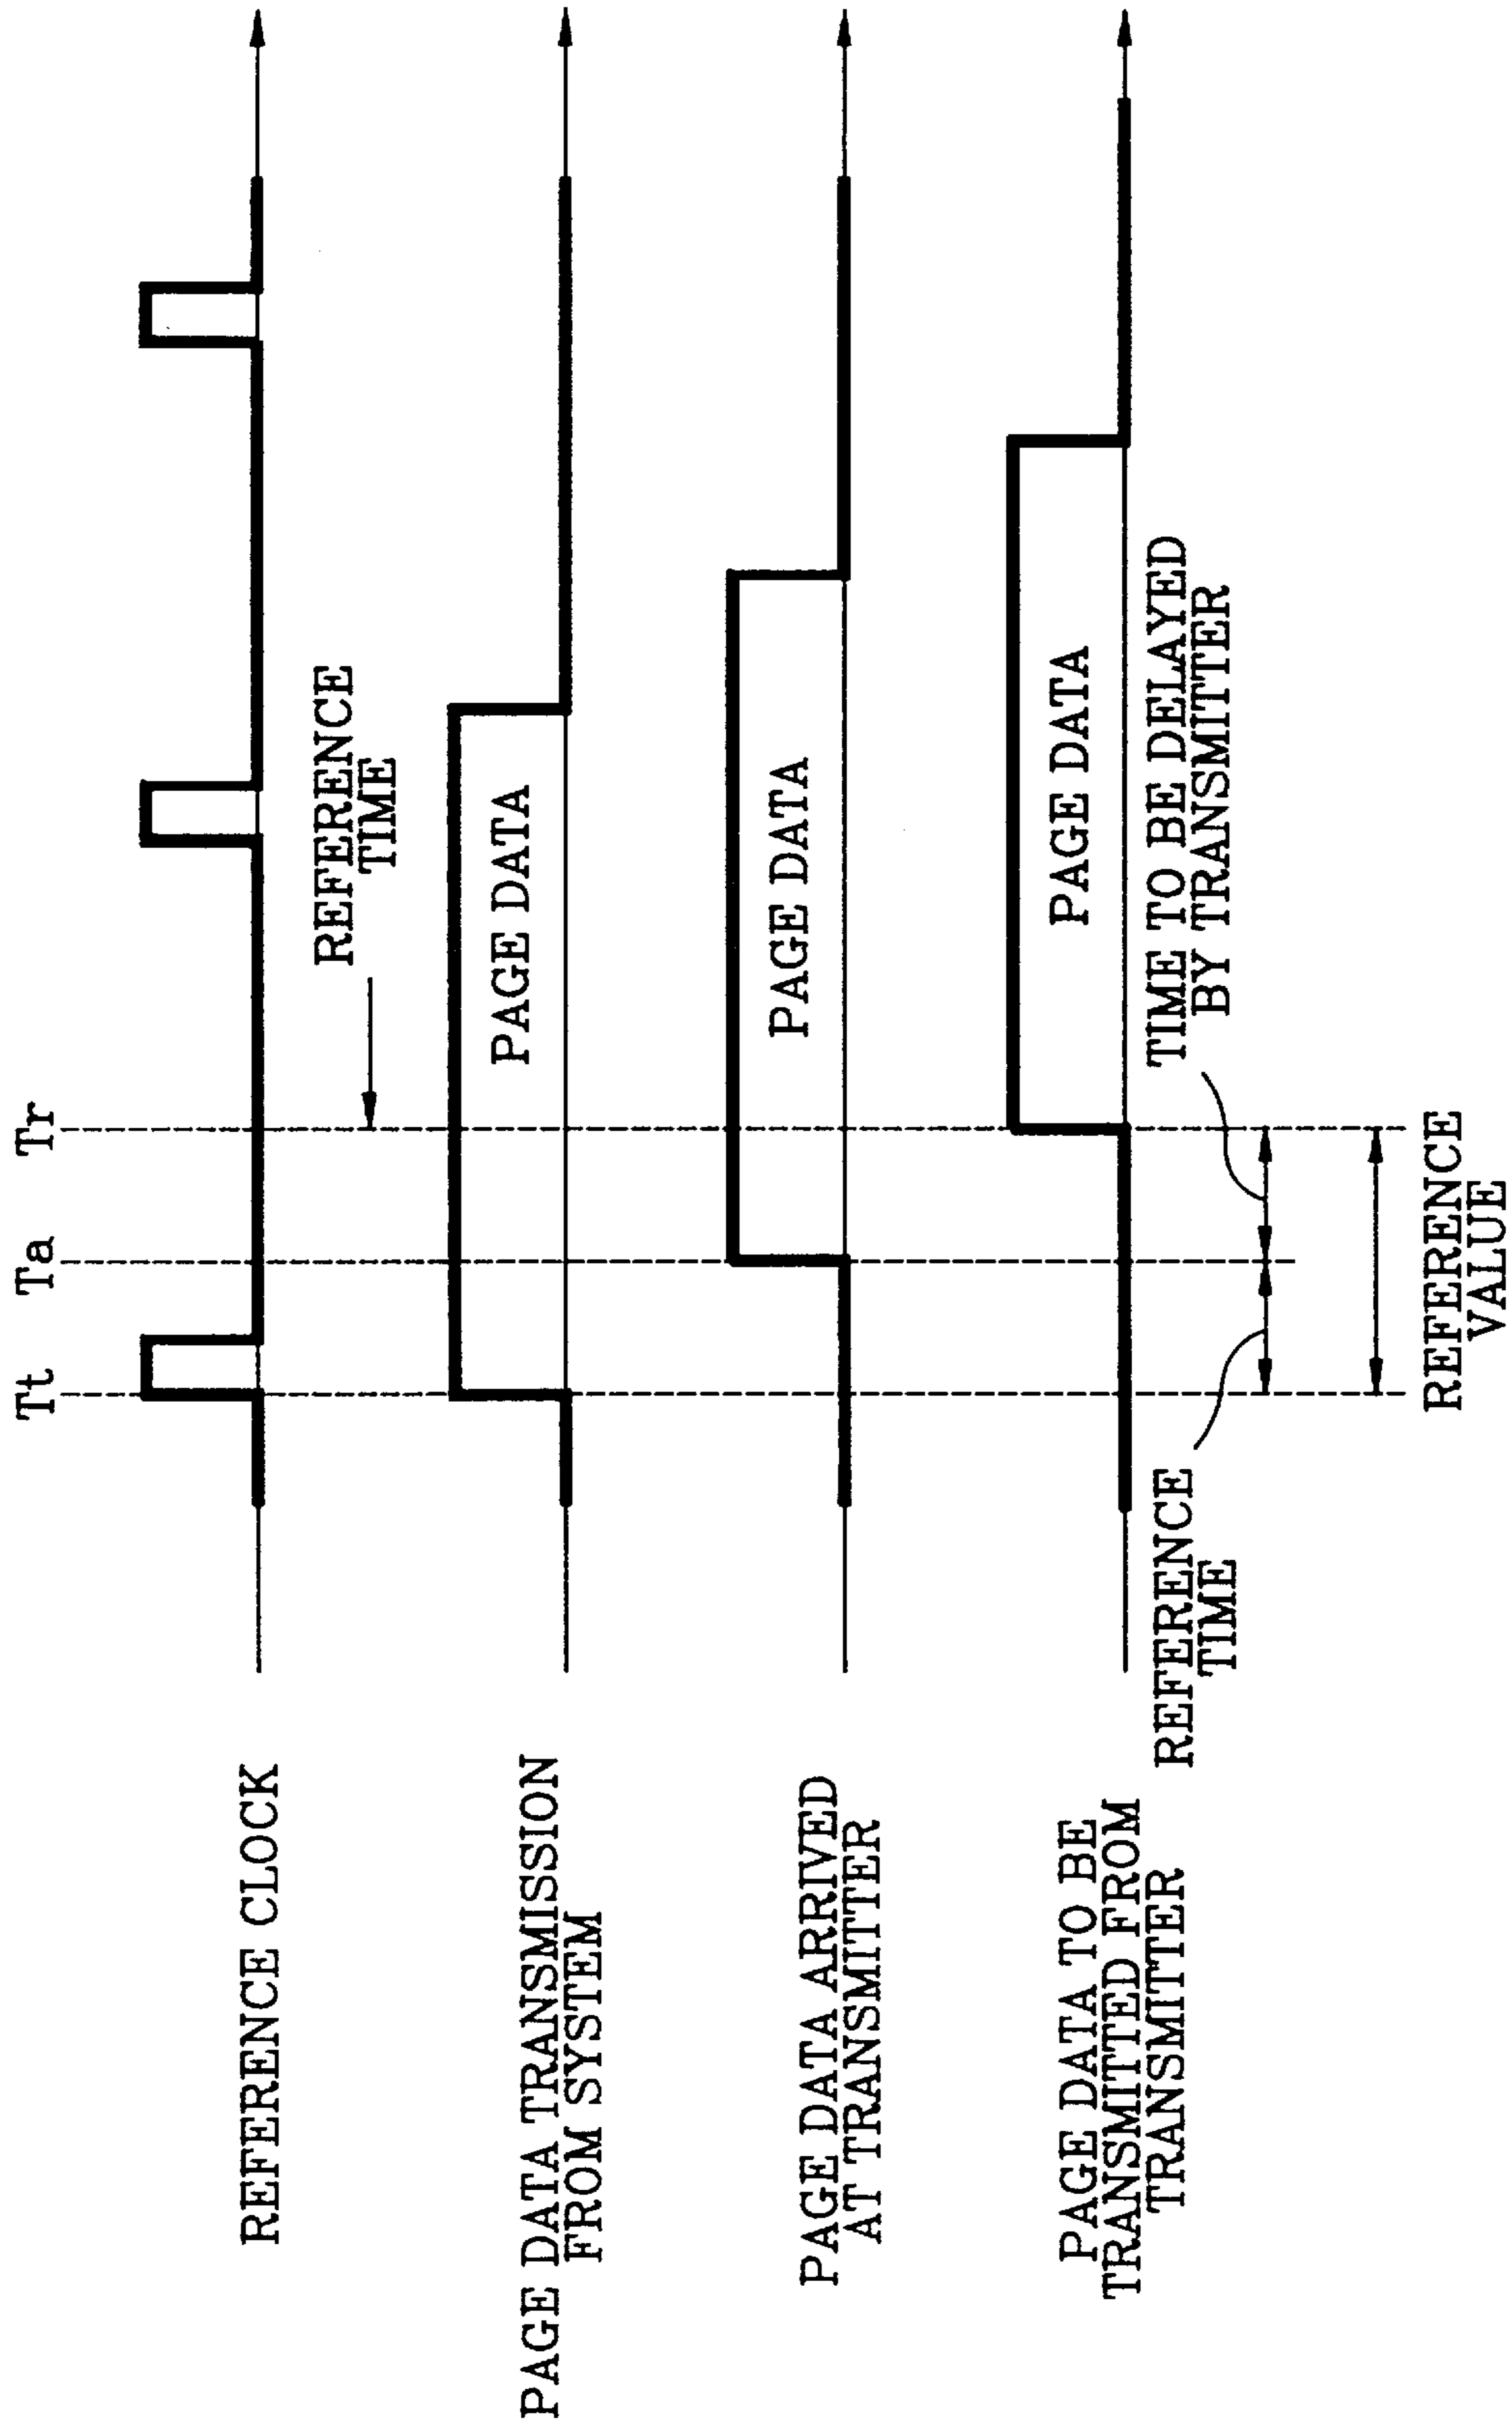 Tt
Ta
Tr
REFERENCE CLOCK
REFERENCE
TIME
PAGE DATA TRANSMISSION
FROM SYSTEM
PAGE DATA
PAGE DATA ARRIVED
AT TRANSMITTER
PAGE DATA
PAGE DATA TO BE
TRANSMITTED FROM
TRANSMITTER
PAGE DATA
REFERENCE
TIME
TIME TO BE DELAYED
BY TRANSMITTER
REFERENCE
VALUE